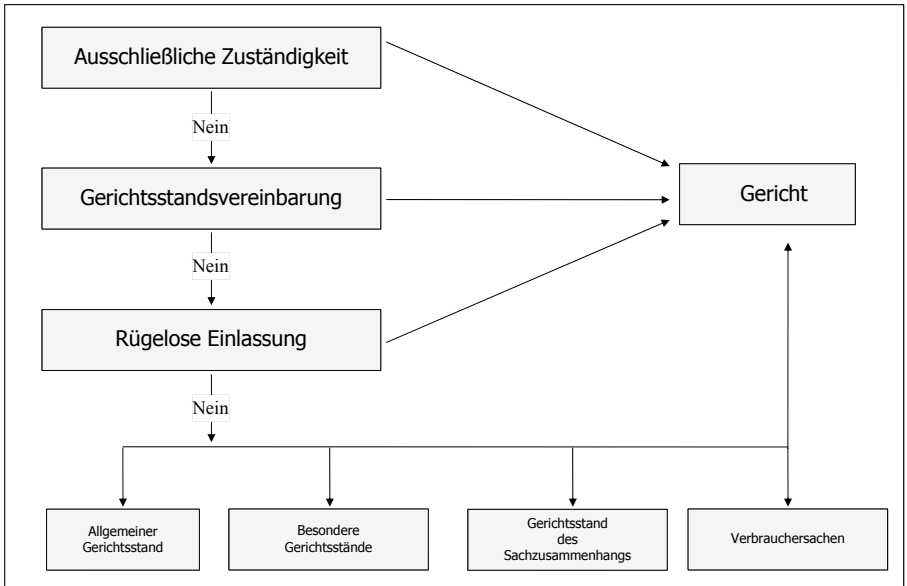 Ausschließliche Zuständigkeit
Nein
Gerichtsstandsvereinbarung
Gericht
Nein
Rügelose Einlassung
Nein
Allgemeiner
Gerichtsstand
Besondere
Gerichtsstände
Gerichtsstand
des
Sachzusammenhangs
Verbrauchersachen